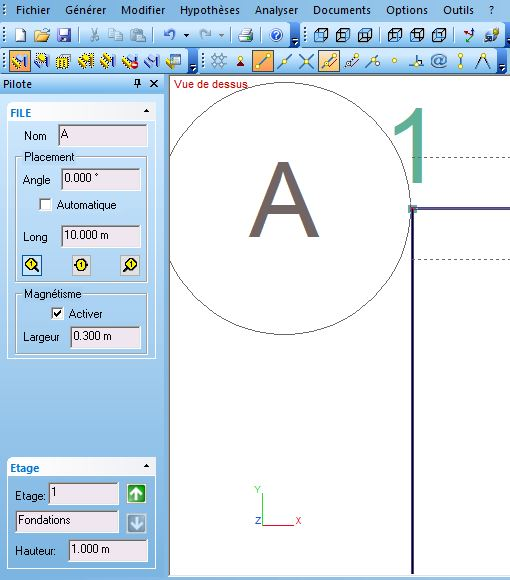 Fichier Générer Modifier Hypothèses Analyser Documents Options Outils ?
Pilote
Vue de dessus
FILE
Nom A
Placement
Angle 0.000 °
Automatique
Long 10.000 m
Magnétisme
Activer
Largeur 0.300 m
A
1
Etage
Etage: 1
Fondations
Hauteur: 1.000 m
Y
Z X